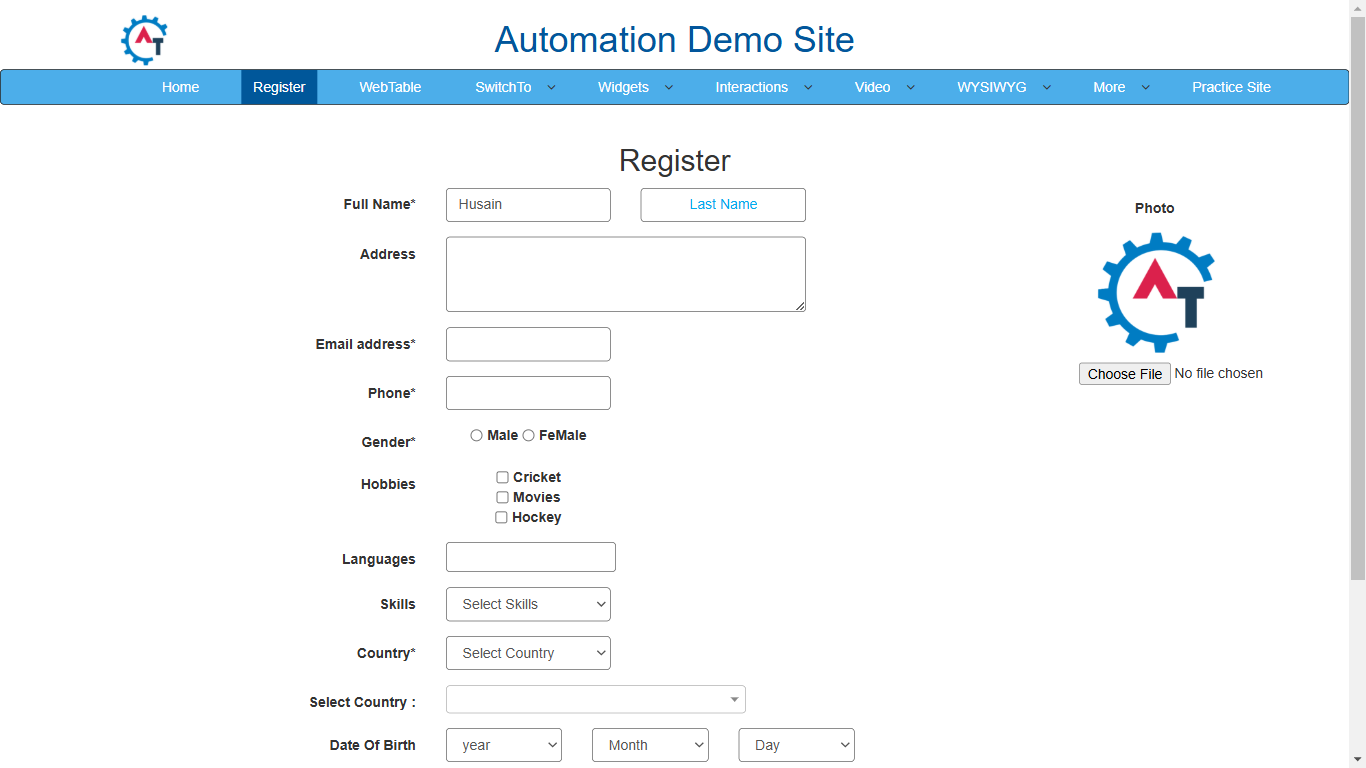 AT
Automation Demo Site
Home Register WebTable SwitchTo Widgets Interactions Video WYSIWYG More Practice Site
Register
Full Name* Husain Last Name
Photo
Address
AT
Email address*
Choose File No file chosen
Phone*
Gender* Male FeMale
Hobbies Cricket
Movies
Hockey
Languages
Skills Select Skills
Country* Select Country
Select Country :
Date Of Birth year Month Day